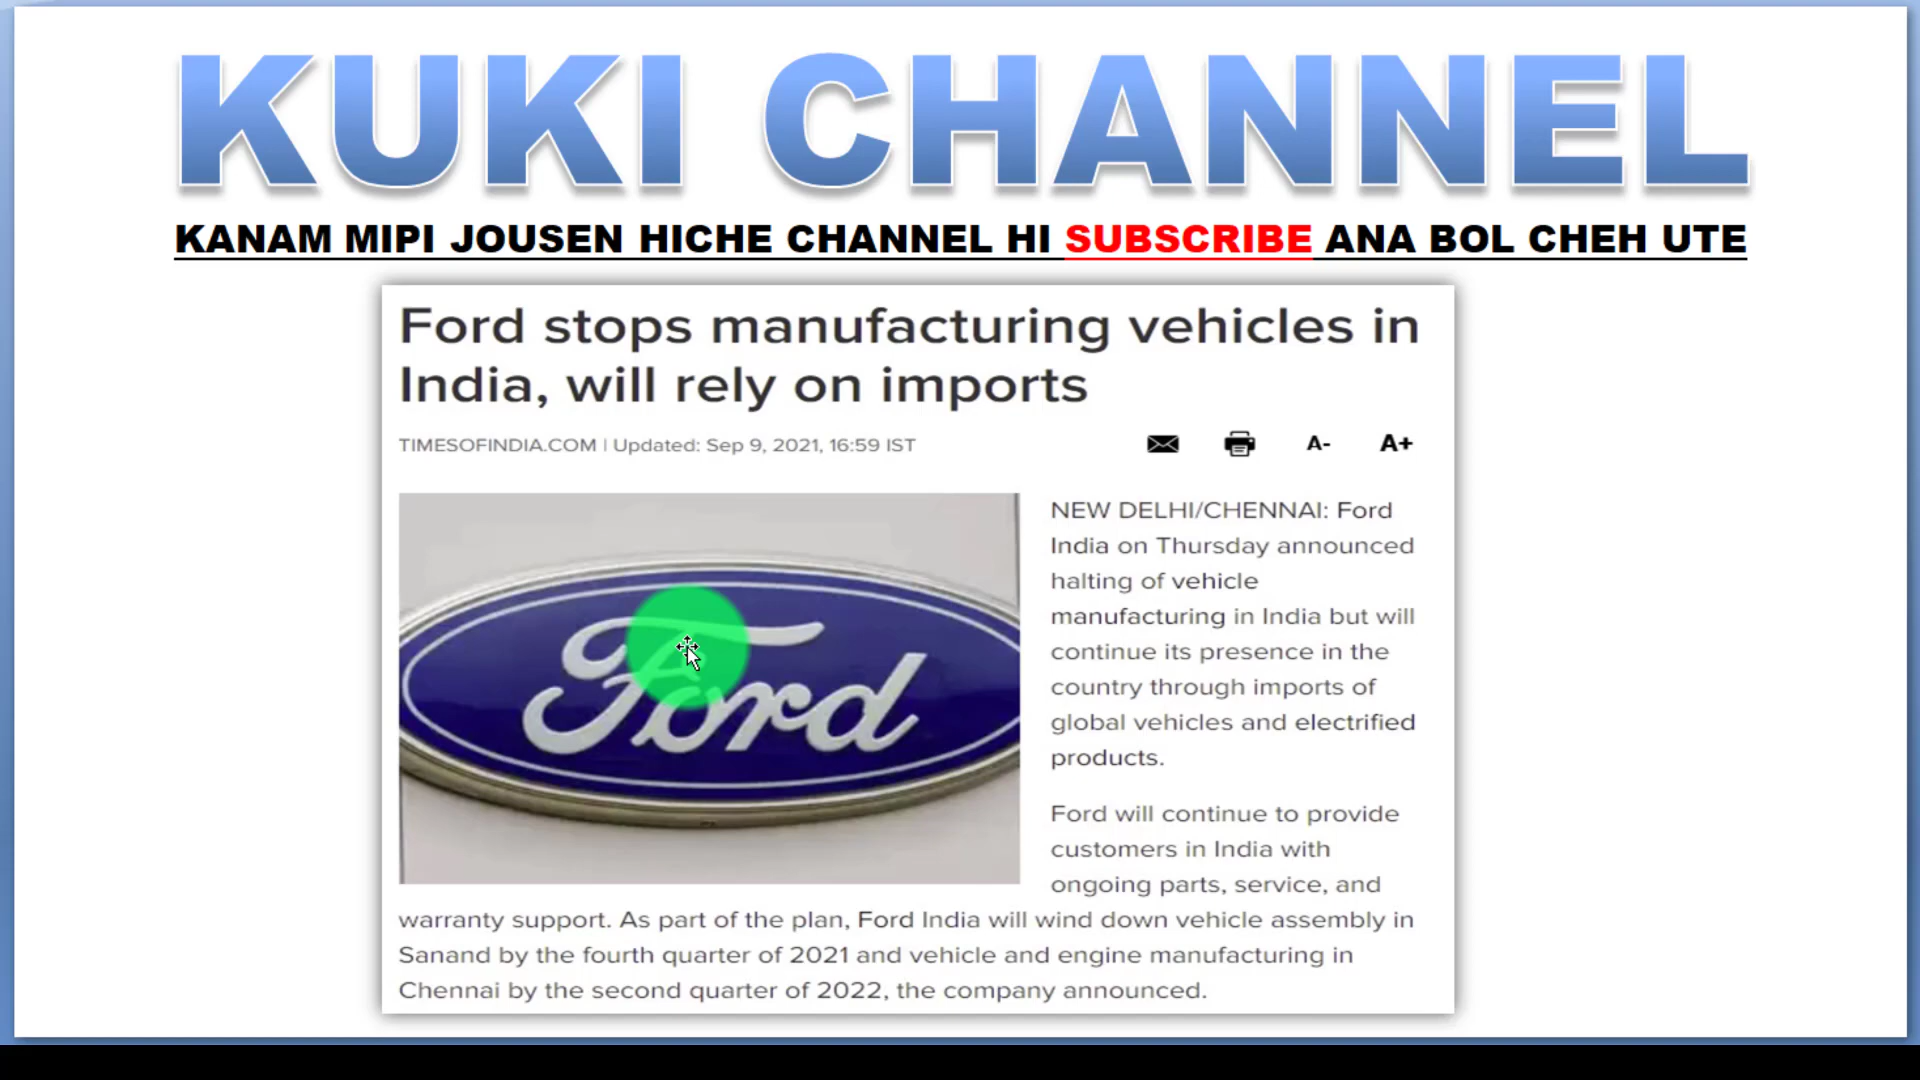 KUKI CHANNEL
KANAM MIPI JOUSEN HICHE CHANNEL HI SUBSCRIBE ANA BOL CHEH UTE
Ford stops manufacturing vehicles in
India, will rely on imports
TIMESOFINDIA.COM | Updated: Sep 9, 2021, 16:59 IST
A- A+
Ford
NEW DELHI/CHENNAI: Ford
India on Thursday announced
halting of vehicle
manufacturing in India but will
continue its presence in the
country through imports of
global vehicles and electrified
products.
Ford will continue to provide
customers in India with
ongoing parts, service, and
warranty support. As part of the plan, Ford India will wind down vehicle assembly in
Sanand by the fourth quarter of 2021 and vehicle and engine manufacturing in
Chennai by the second quarter of 2022, the company announced.